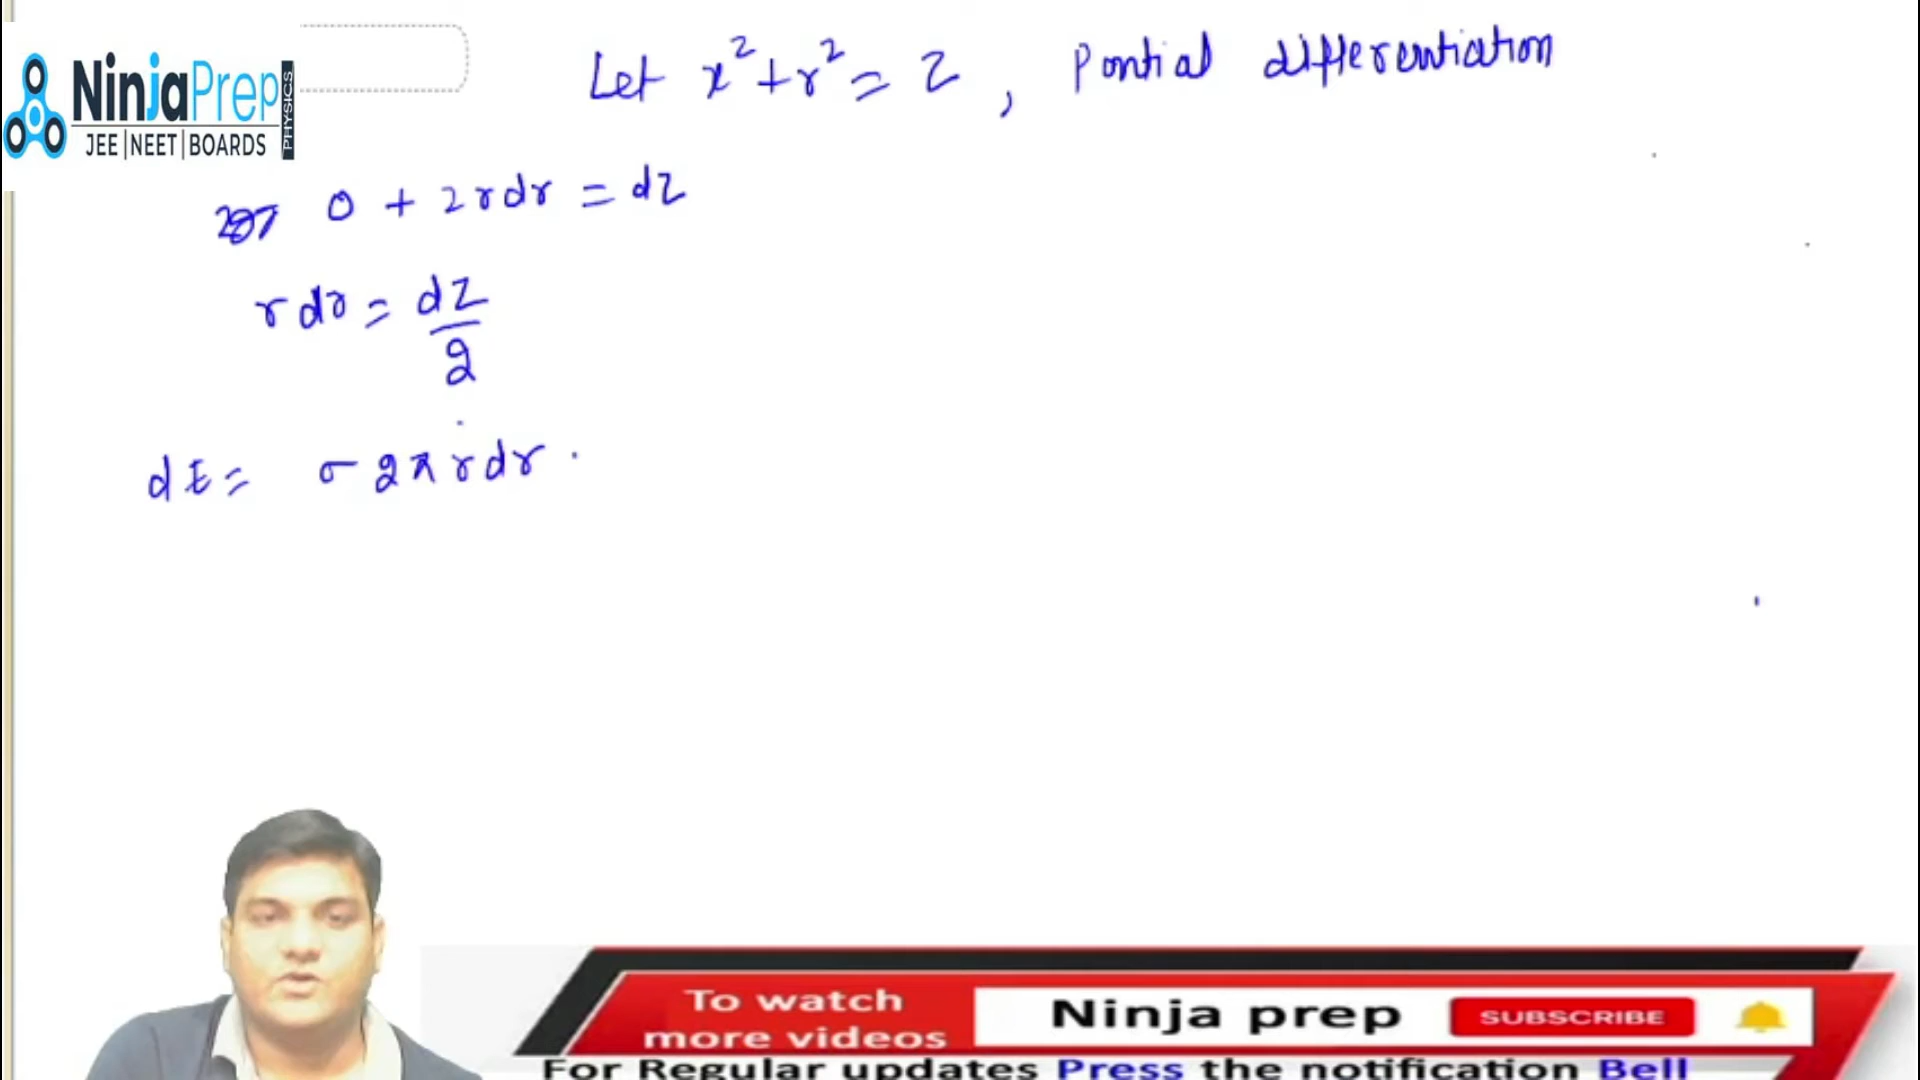 NinjaPrep
PHYSICS
JEE | NEET | BOARDS
Let x² + r² = z , Partial differentiation
0 + 2rdr = dz
rdr = dz/2
dE = σ2πrdr.
To watch
more videos
Ninja prep
SUBSCRIBE
For Regular updates Press the notification Bell